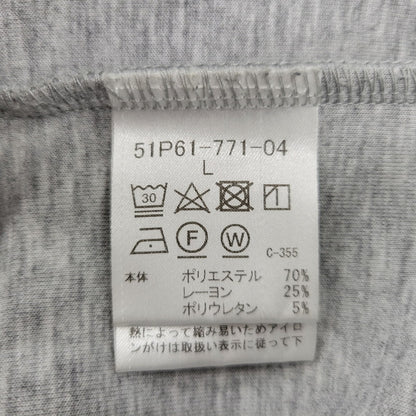 51P61-771-04
L
30
F W C-355
本体 ポリエステル 70%
レーヨン 25%
ポリウレタン 5%
熱によって縮み易いためアイロ
ンがけは取扱い表示に従って下